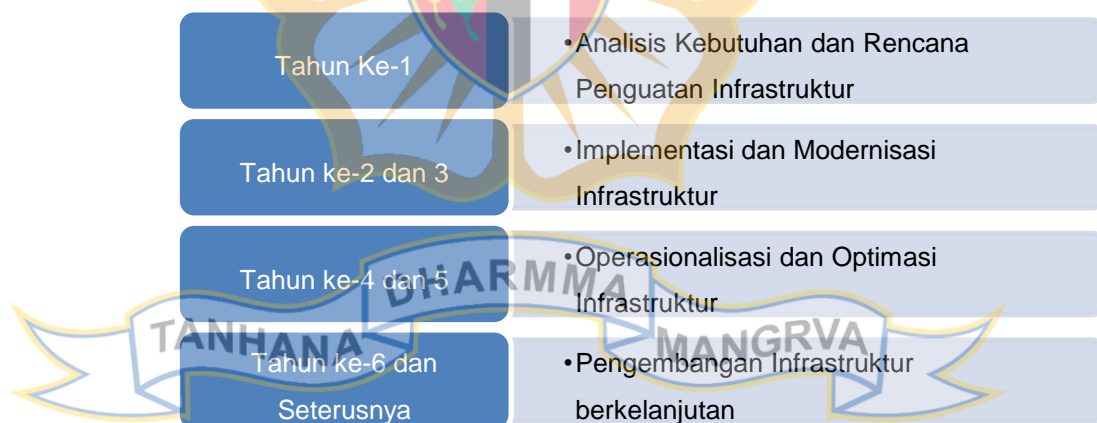 Tahun Ke-1
•Analisis Kebutuhan dan Rencana
Penguatan Infrastruktur
Tahun ke-2 dan 3
•Implementasi dan Modernisasi
Infrastruktur
Tahun ke-4 dan 5
•Operasionalisasi dan Optimasi
Infrastruktur
Tahun ke-6 dan
Seterusnya
•Pengembangan Infrastruktur
berkelanjutan
TANHANA DHARMMA MANGRVA